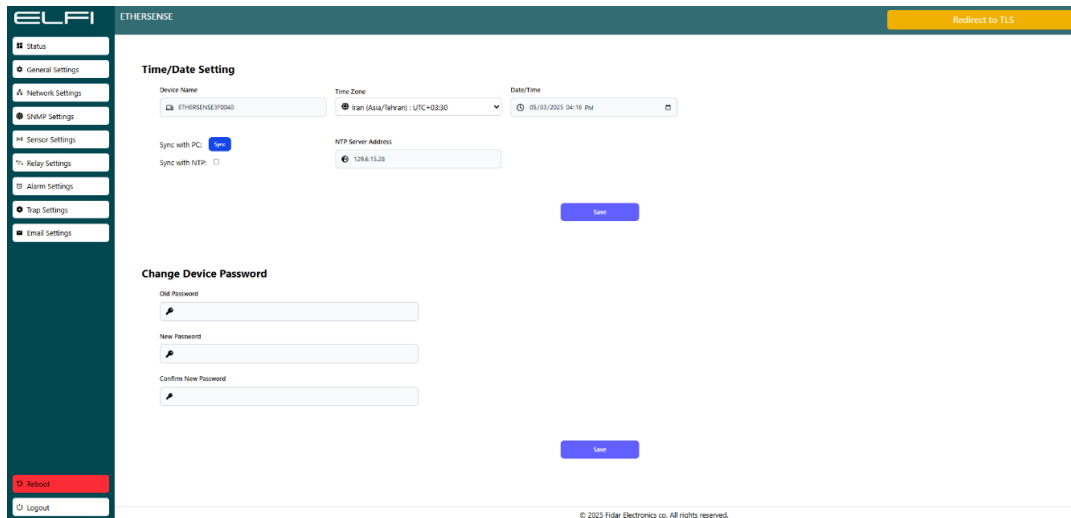 ELFI
ETHERSENSE
Redirect to TLS
Status
General Settings
Network Settings
SNMP Settings
Sensor Settings
Relay Settings
Alarm Settings
Trap Settings
Email Settings
Reboot
Logout
Time/Date Setting
Device Name
Time Zone
Date/Time
ETHERSENSE3F0040
Iran (Asia/Tehran) : UTC+03:30
05/03/2025 04:16 PM
Sync with PC: Sync
NTP Server Address
Sync with NTP:
129.6.15.28
Save
Change Device Password
Old Password
New Password
Confirm New Password
Save
© 2025 Fidar Electronics co. All rights reserved.